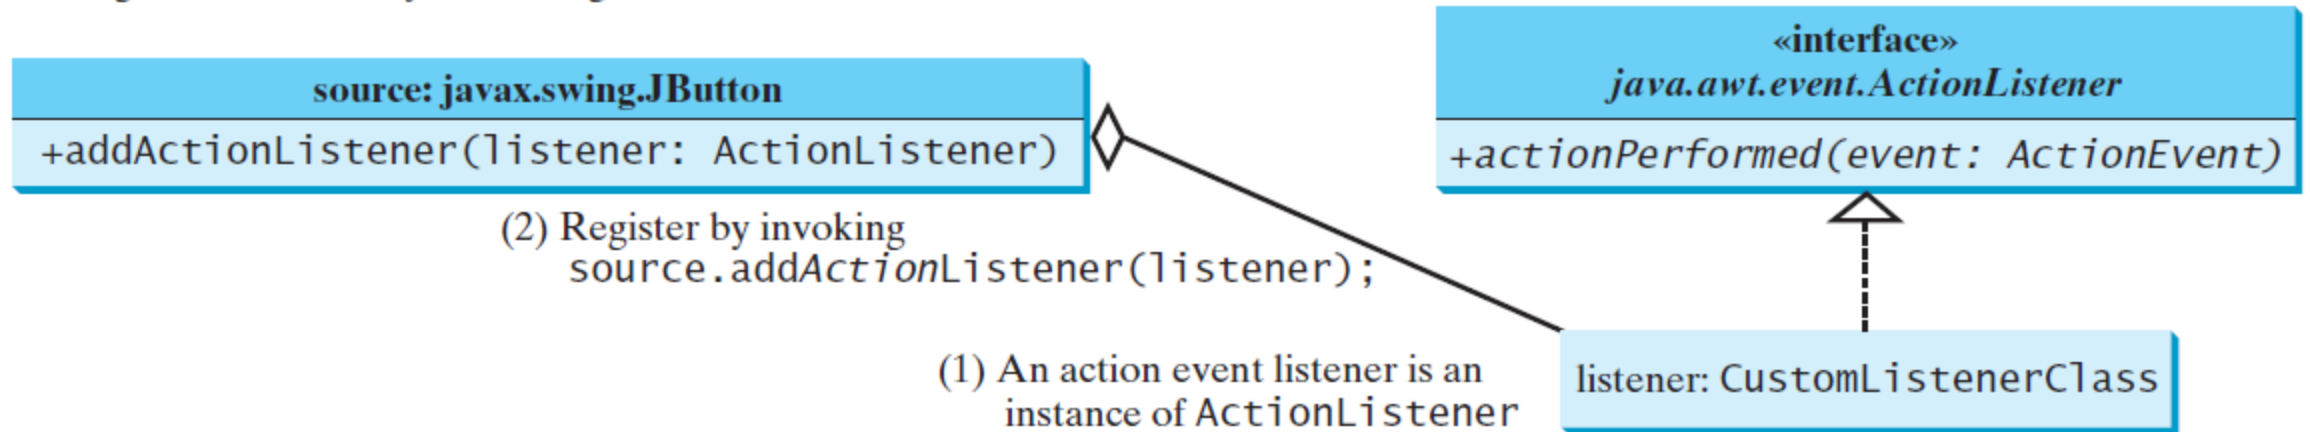 source: javax.swing.JButton
+addActionListener(listener: ActionListener)
«interface»
java.awt.event.ActionListener
+actionPerformed(event: ActionEvent)
(2) Register by invoking
source.addActionListener(listener);
(1) An action event listener is an
instance of ActionListener
listener: CustomListenerClass